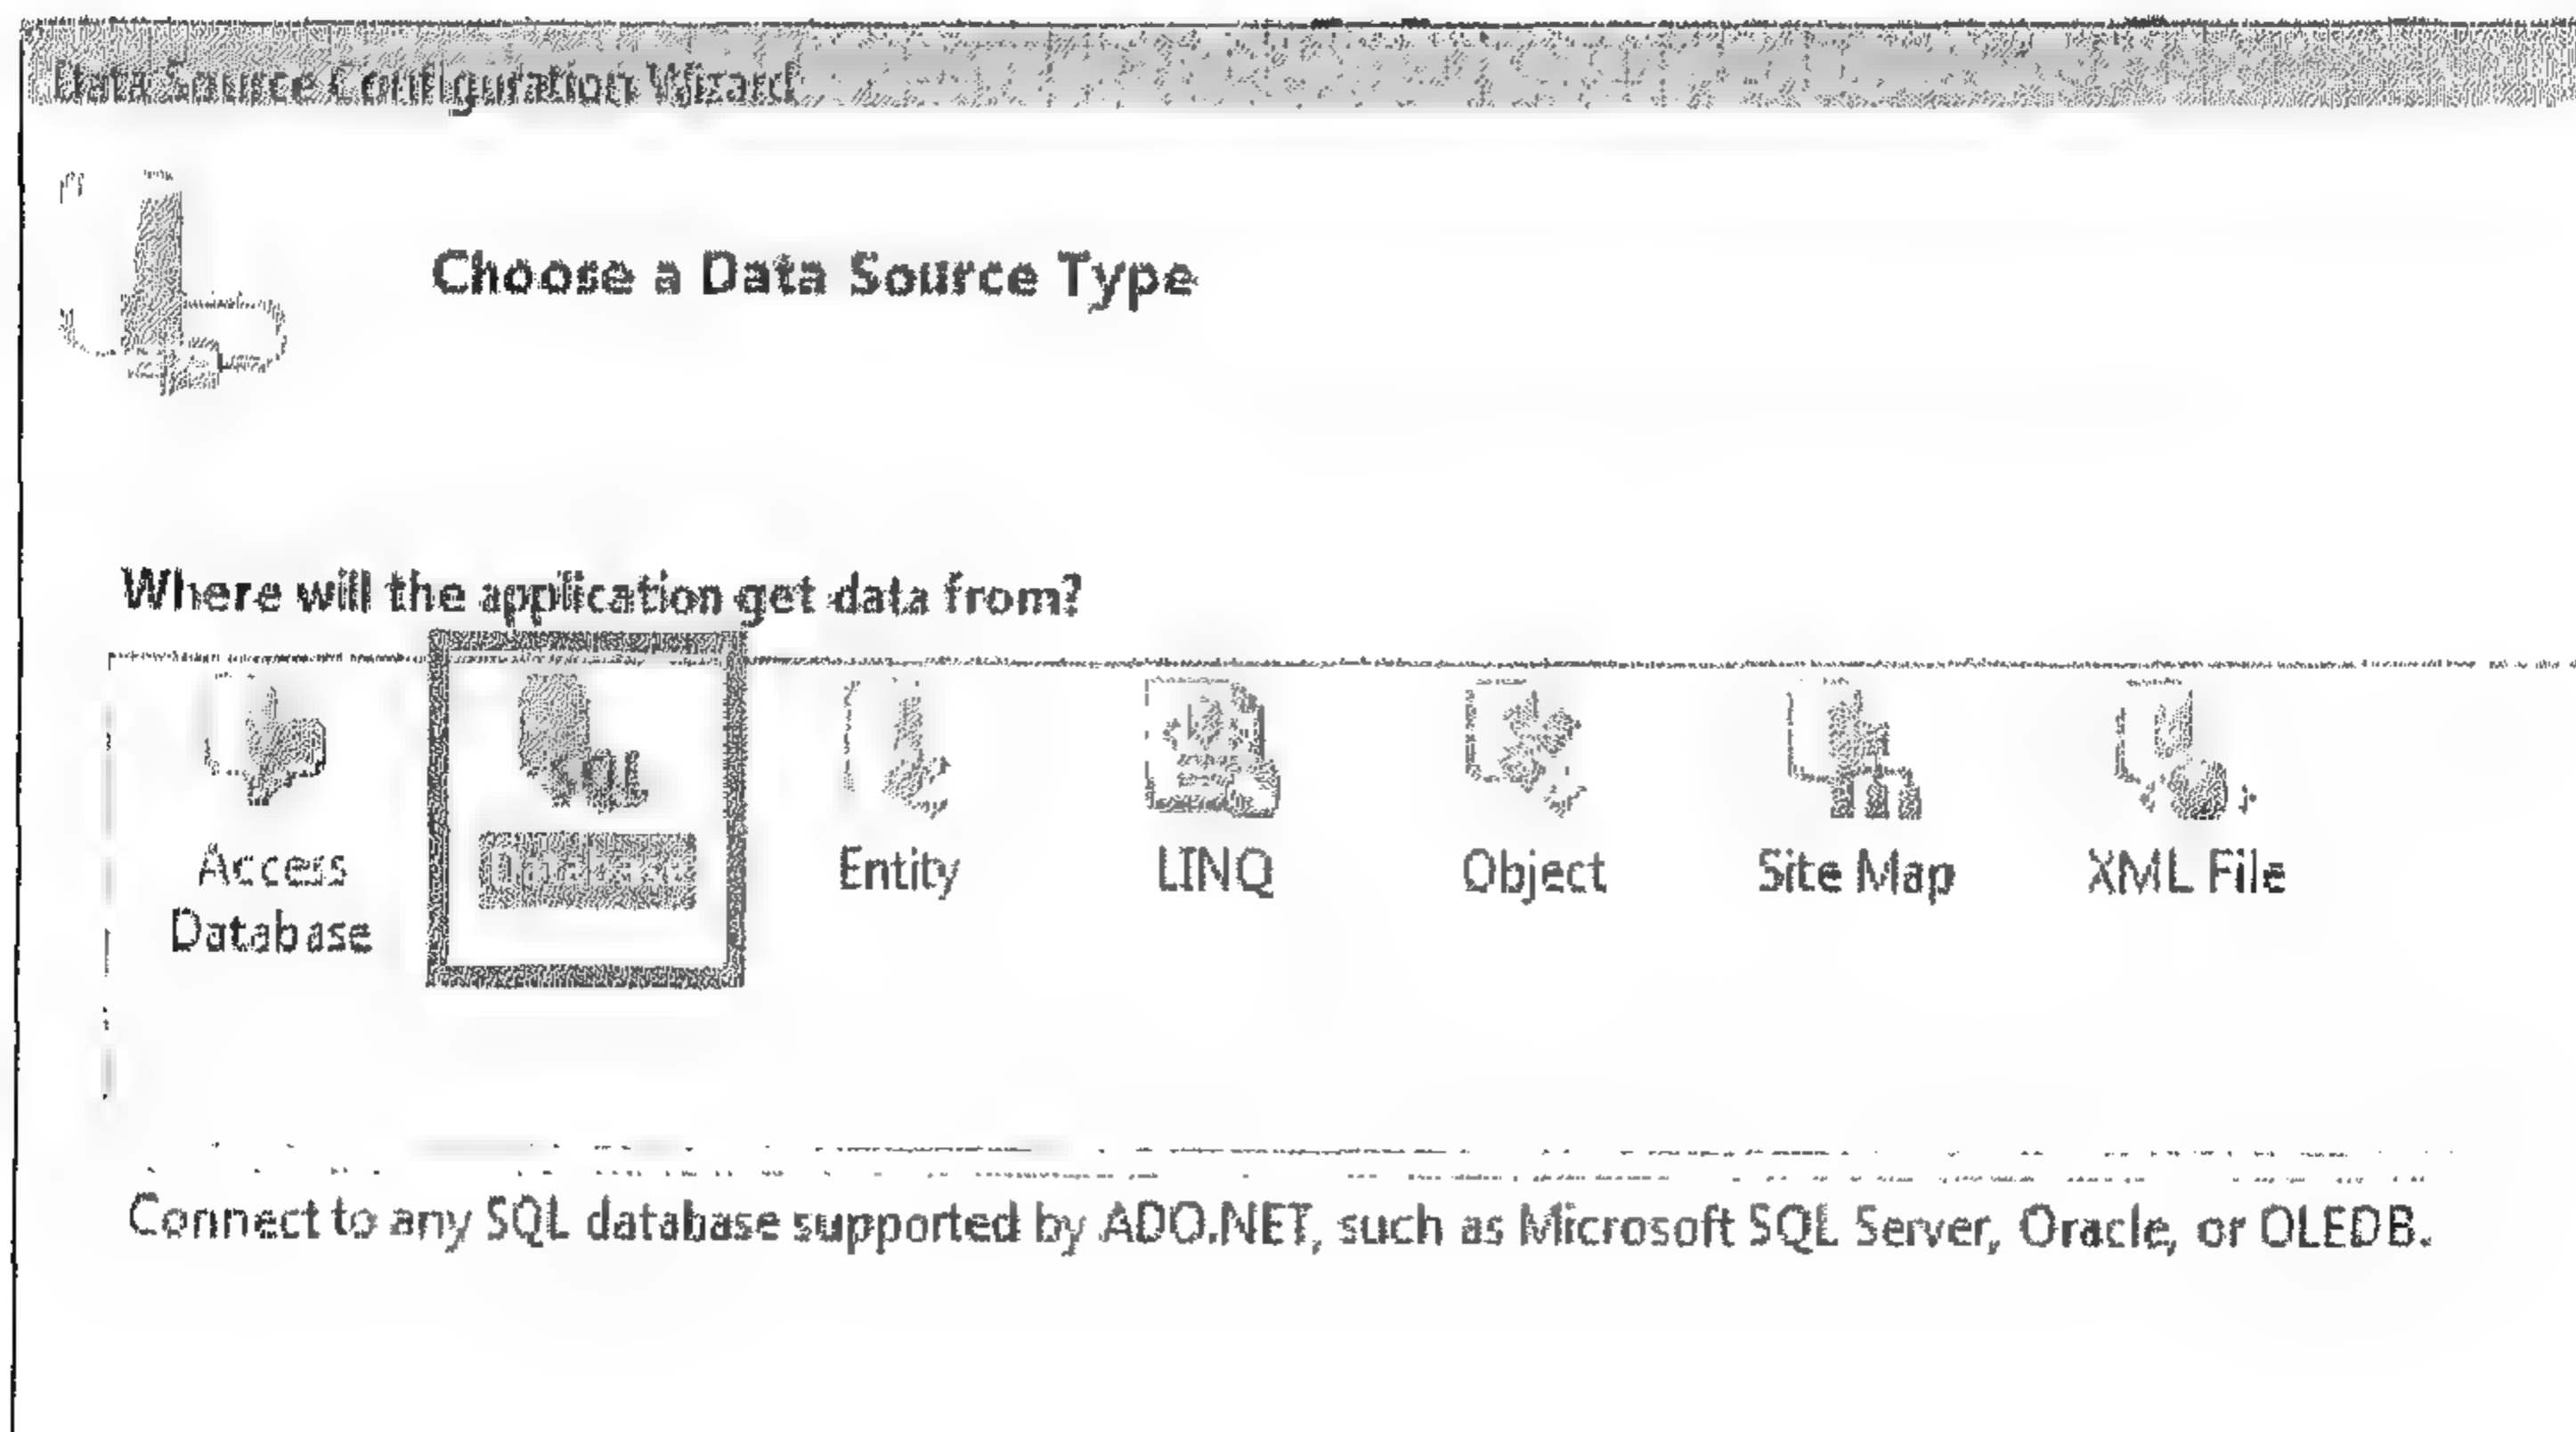 Data Source Configuration Wizard
Choose a Data Source Type
Where will the application get data from?
SQL
Access Database
Database
Entity
LINQ
Object
Site Map
XML File
Connect to any SQL database supported by ADO.NET, such as Microsoft SQL Server, Oracle, or OLEDB.